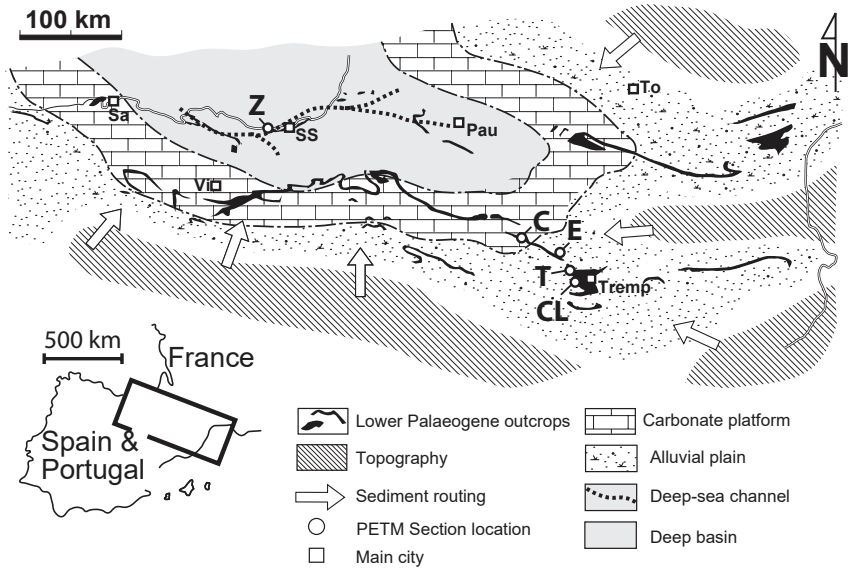 100 km
N
To
Sa
Z
SS
Pau
Vi
C
E
T
Tremp
CL
500 km
France
Spain &
Portugal
Lower Palaeogene outcrops
Topography
Sediment routing
PETM Section location
Main city
Carbonate platform
Alluvial plain
Deep-sea channel
Deep basin